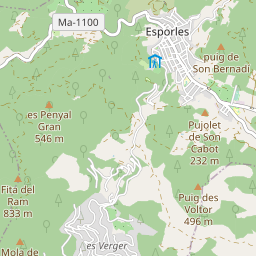 Ma-1100
Esporles
puig de
Son Bernadí
es Penyal
Gran
546 m
Pujolet de
Son
Cabot
232 m
Fita del
Ram
833 m
Puig des
Voltor
496 m
es Verger
Mola de